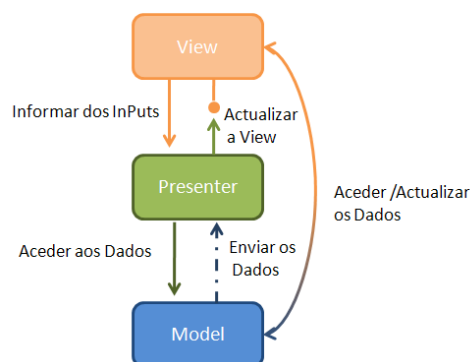 View
Informar dos InPuts
Actualizar
a View
Presenter
Aceder /Actualizar
os Dados
Aceder aos Dados
Enviar os
Dados
Model